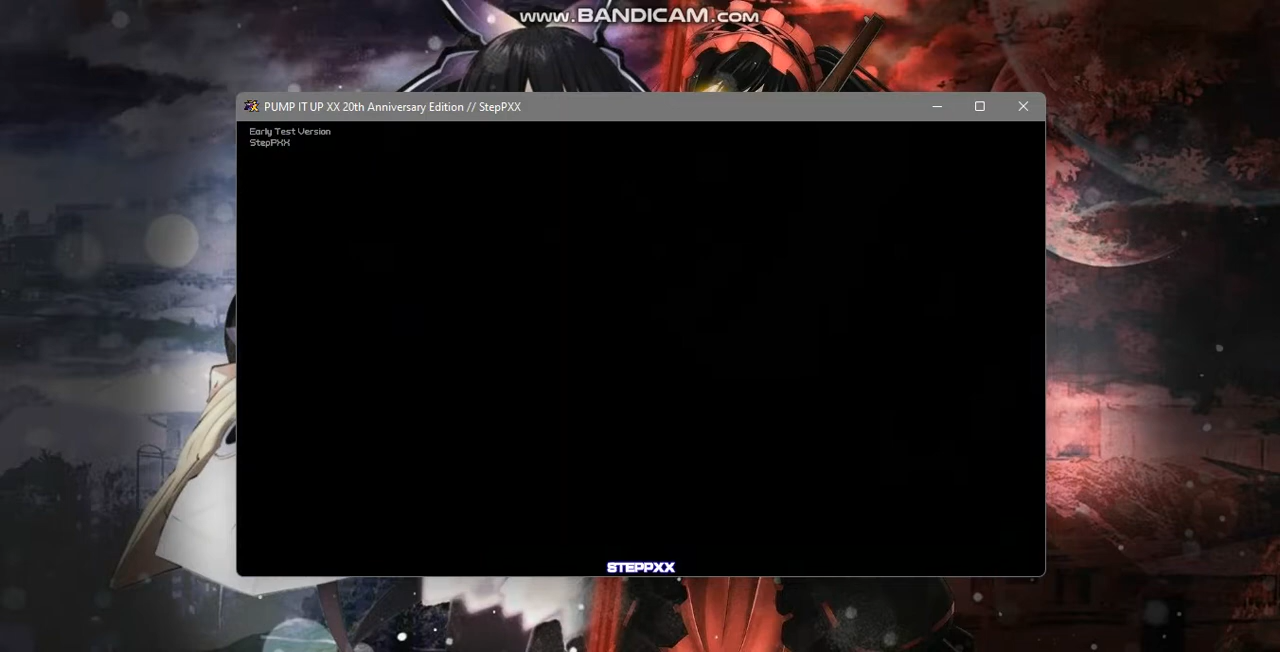 www.BANDICAM.com
PUMP IT UP XX 20th Anniversary Edition // StepPXX
Early Test Version
StepPXX
STEPPXX